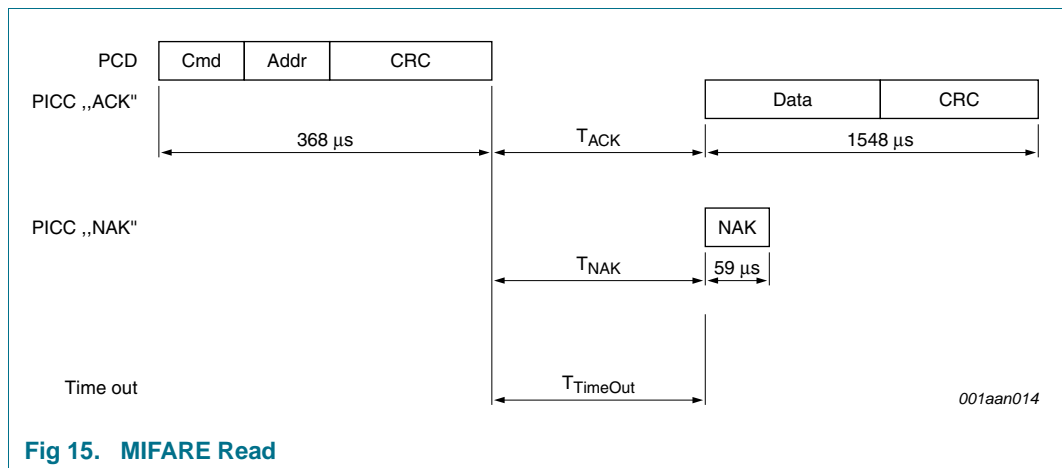 PCD Cmd Addr CRC
PICC ,,ACK" Data CRC
368 µs TACK 1548 µs
PICC ,,NAK" NAK
TNAK 59 µs
Time out TTimeOut 001aan014
Fig 15. MIFARE Read